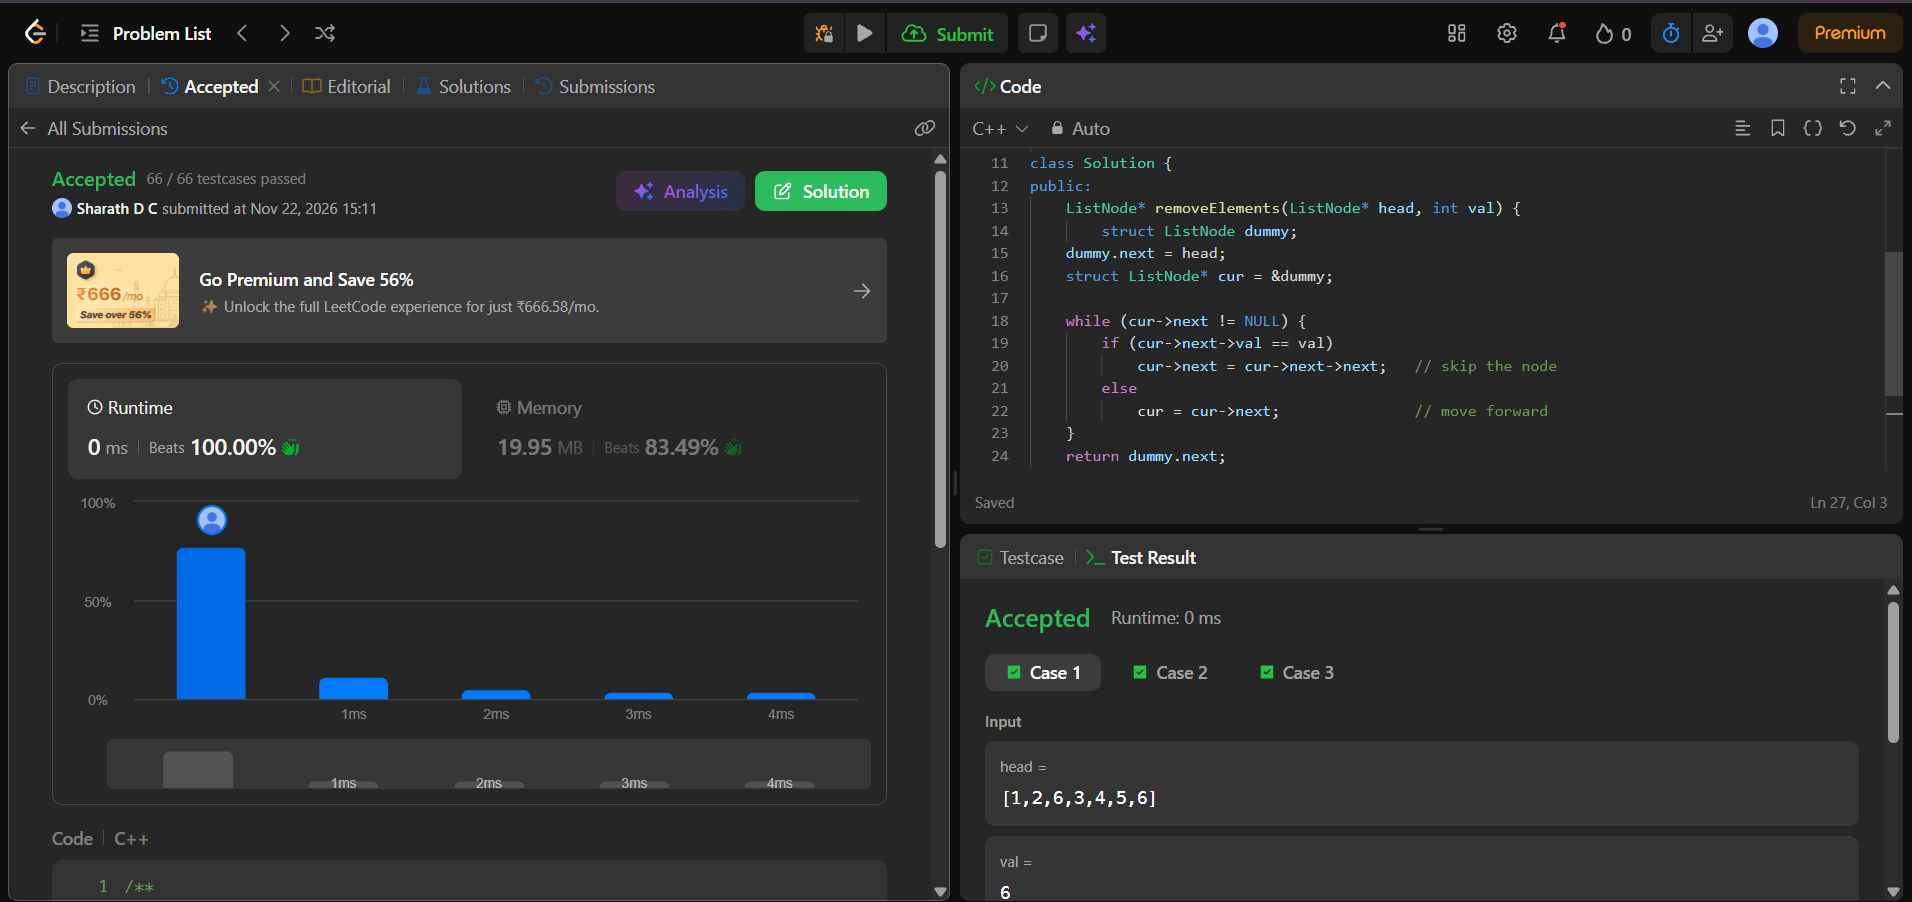 Problem List
Submit
0
Premium
Description
Accepted
Editorial
Solutions
Submissions
All Submissions
Accepted 66 / 66 testcases passed
Sharath D C submitted at Nov 22, 2026 15:11
Analysis
Solution
₹666/mo
Save over 56%
Go Premium and Save 56%
✨ Unlock the full LeetCode experience for just ₹666.58/mo.
Runtime
0 ms | Beats 100.00%
Memory
19.95 MB | Beats 83.49%
100%
50%
0%
1ms 2ms 3ms 4ms
1ms 2ms 3ms 4ms
Code | C++
1 /**
</> Code
C++ Auto
11 class Solution {
12 public:
13 ListNode* removeElements(ListNode* head, int val) {
14 struct ListNode dummy;
15 dummy.next = head;
16 struct ListNode* cur = &dummy;
17
18 while (cur->next != NULL) {
19 if (cur->next->val == val)
20 cur->next = cur->next->next; // skip the node
21 else
22 cur = cur->next; // move forward
23 }
24 return dummy.next;
Saved
Ln 27, Col 3
Testcase
Test Result
Accepted Runtime: 0 ms
Case 1
Case 2
Case 3
Input
head =
[1,2,6,3,4,5,6]
val =
6